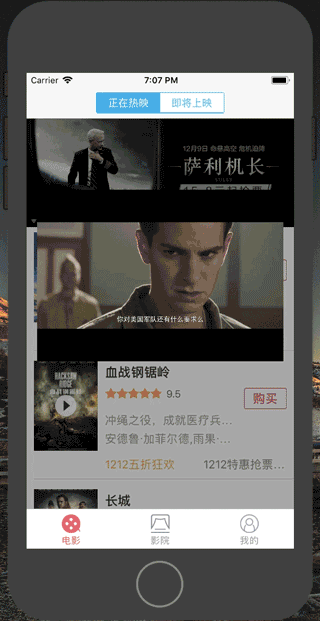 Carrier
7:07 PM
正在热映
即将上映
12月9日 命悬高空 危机迫降
萨利机长
SULLY
你对美国军队还有什么要求么
HACKSAW
RIDGE
血战钢锯岭
9.5
购买
冲绳之役，成就医疗兵…
安德鲁·加菲尔德,雨果·…
1212五折狂欢
1212特惠抢票…
长城
电影
影院
我的